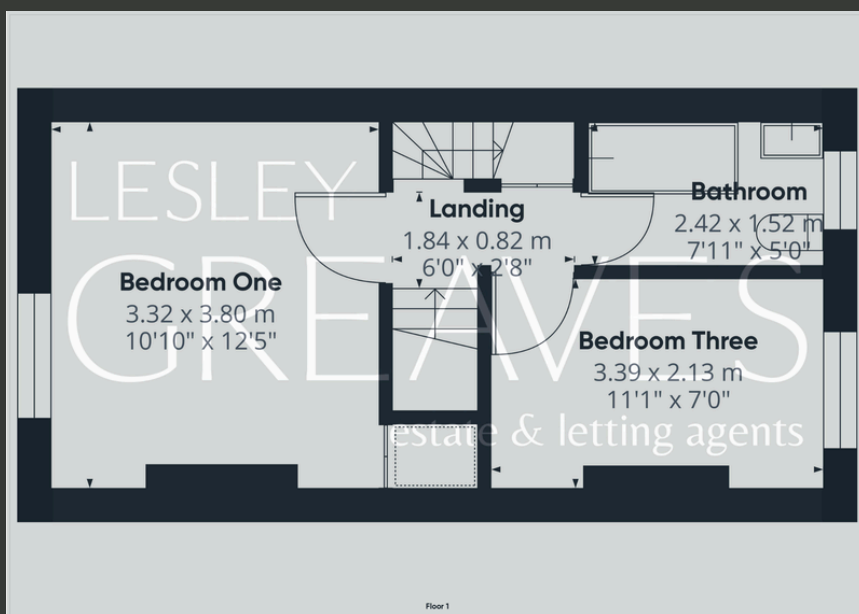 LESLEY
GREAVES
estate & letting agents
Bedroom One
3.32 x 3.80 m
10'10" x 12'5"
Landing
1.84 x 0.82 m
6'0" x 2'8"
Bathroom
2.42 x 1.52 m
7'11" x 5'0"
Bedroom Three
3.39 x 2.13 m
11'1" x 7'0"
Floor 1